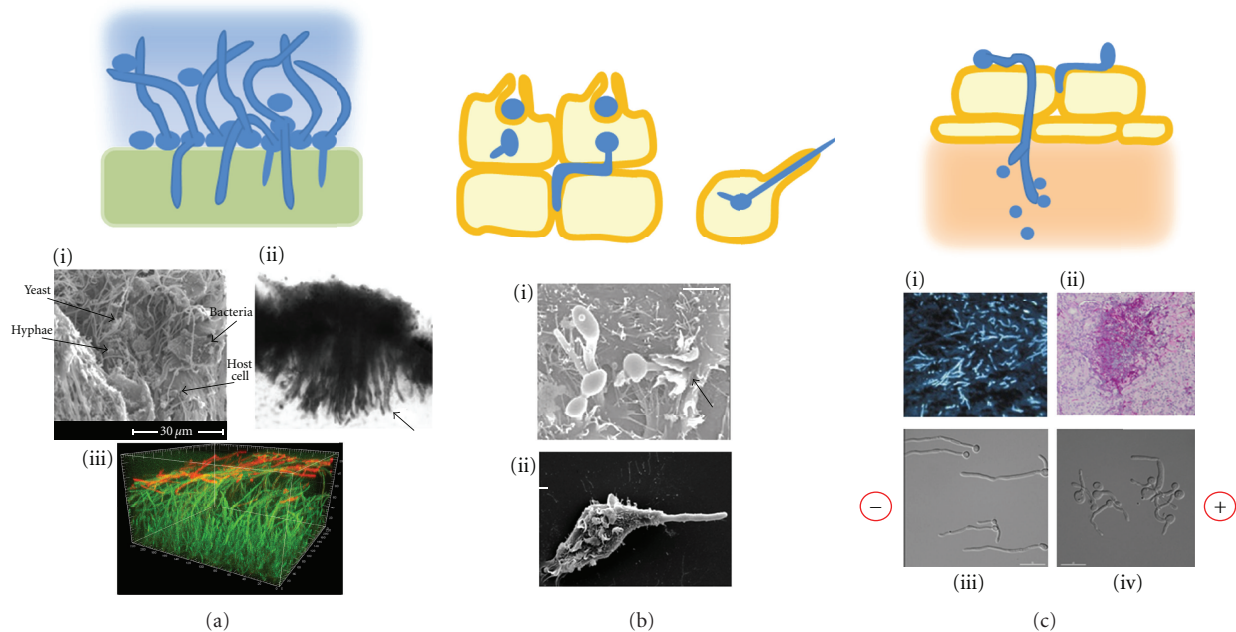 (i)
(ii)
Yeast
Hyphae
Bacteria
Host
cell
30 μm
(iii)
(a)
(i)
(ii)
(b)
(i)
(ii)
−
+
(iii)
(iv)
(c)